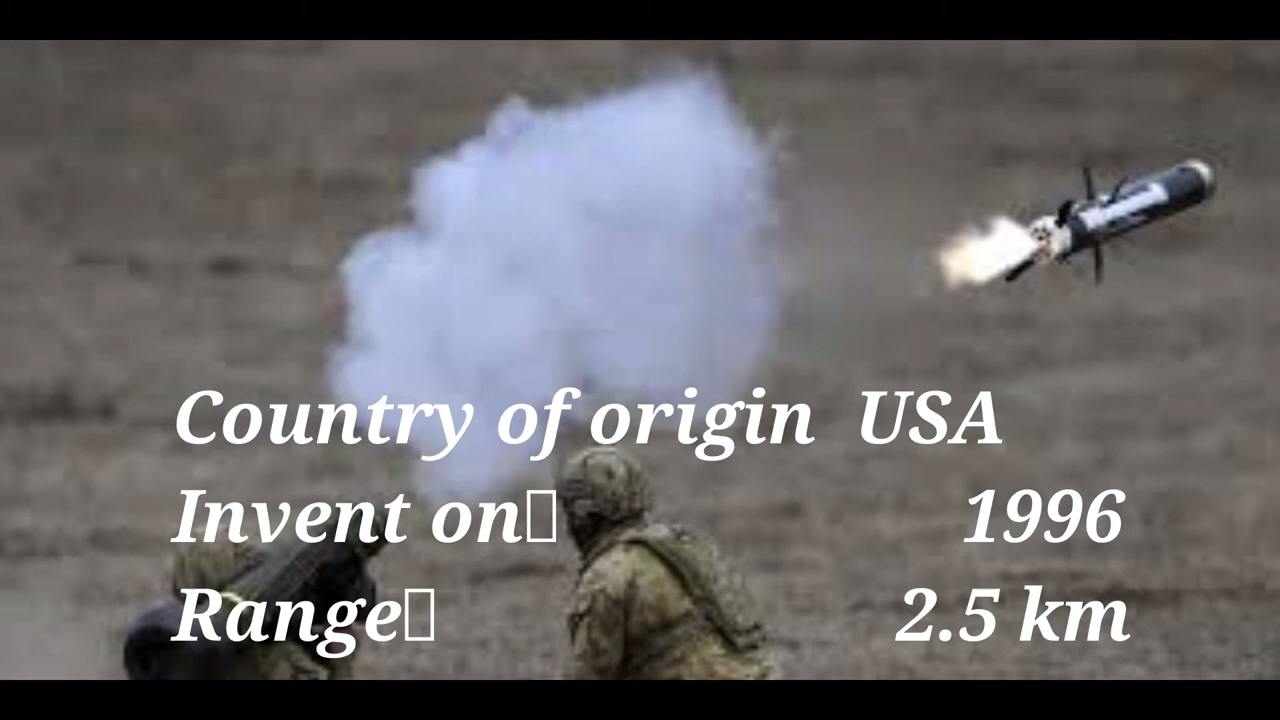 Country of origin USA
Invent on▯ 1996
Range▯ 2.5 km